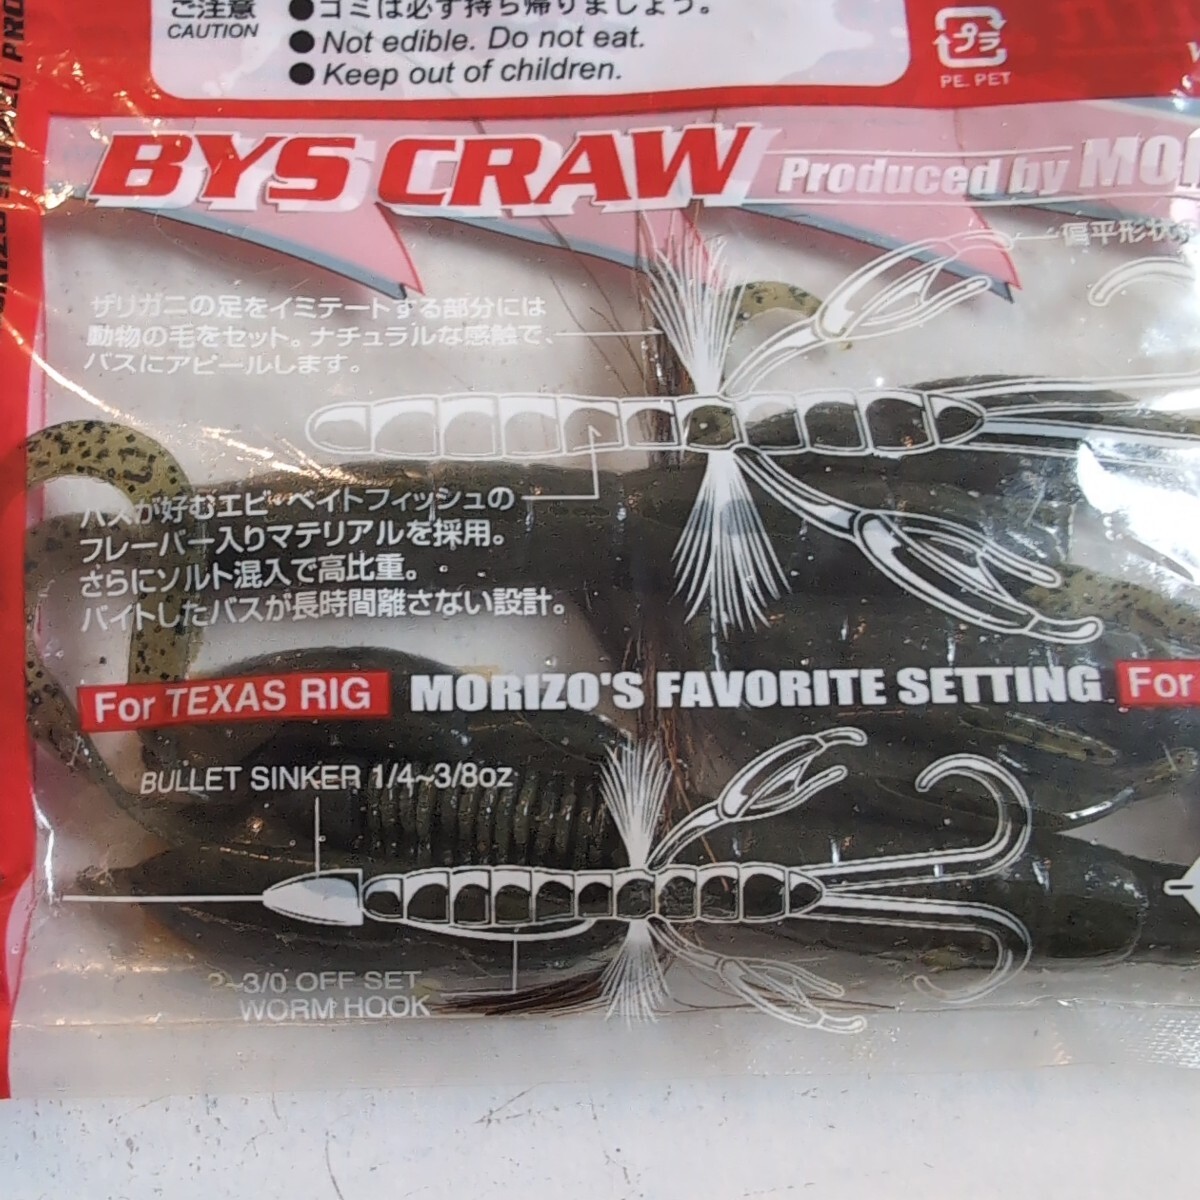 ご注意
CAUTION
●ゴミは必ず持ち帰りましょう。
●Not edible. Do not eat.
●Keep out of children.
プラ
PE. PET
BYS CRAW
Produced by
偏平形状
ザリガニの足をイミテートする部分には
動物の毛をセット。ナチュラルな感触で、
バスにアピールします。
バスが好むエビ・ベイトフィッシュの
フレーバー入りマテリアルを採用。
さらにソルト混入で高比重。
バイトしたバスが長時間離さない設計。
For TEXAS RIG
MORIZO'S FAVORITE SETTING
For
BULLET SINKER 1/4~3/8oz
~3/0 OFF SET
WORM HOOK